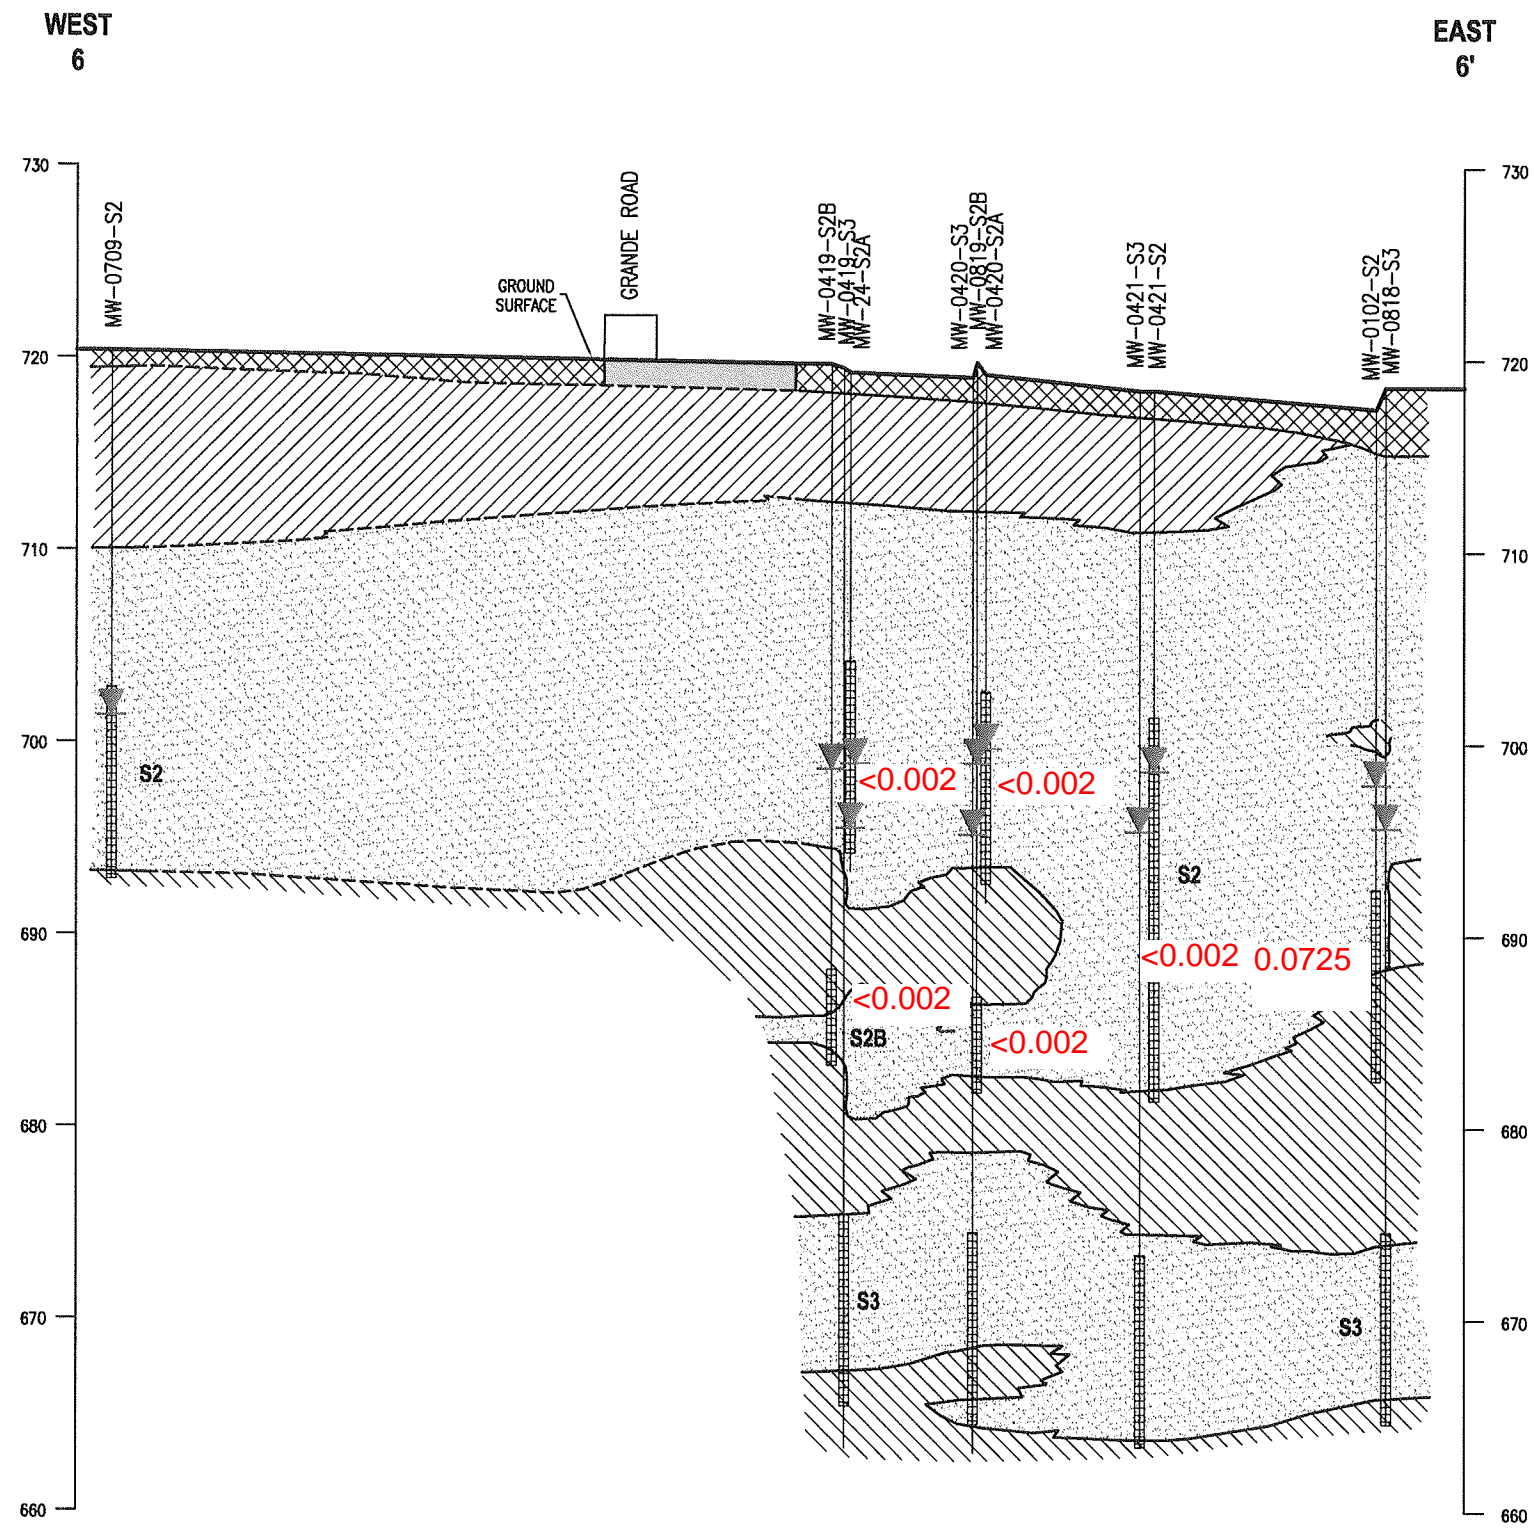 WEST
6
EAST
6'
730
720
710
700
690
680
670
660
730
720
710
700
690
680
670
660
MW-0709-S2
GROUND
SURFACE
GRANDE ROAD
MW-0419-S2B
MW-0419-S3
MW-24-S2A
MW-0420-S3
MW-0819-S2B
MW-0420-S2A
MW-0421-S3
MW-0421-S2
MW-0102-S2
MW-0818-S3
S2
<0.002
<0.002
S2
<0.002
0.0725
<0.002
S2B
<0.002
S3
S3